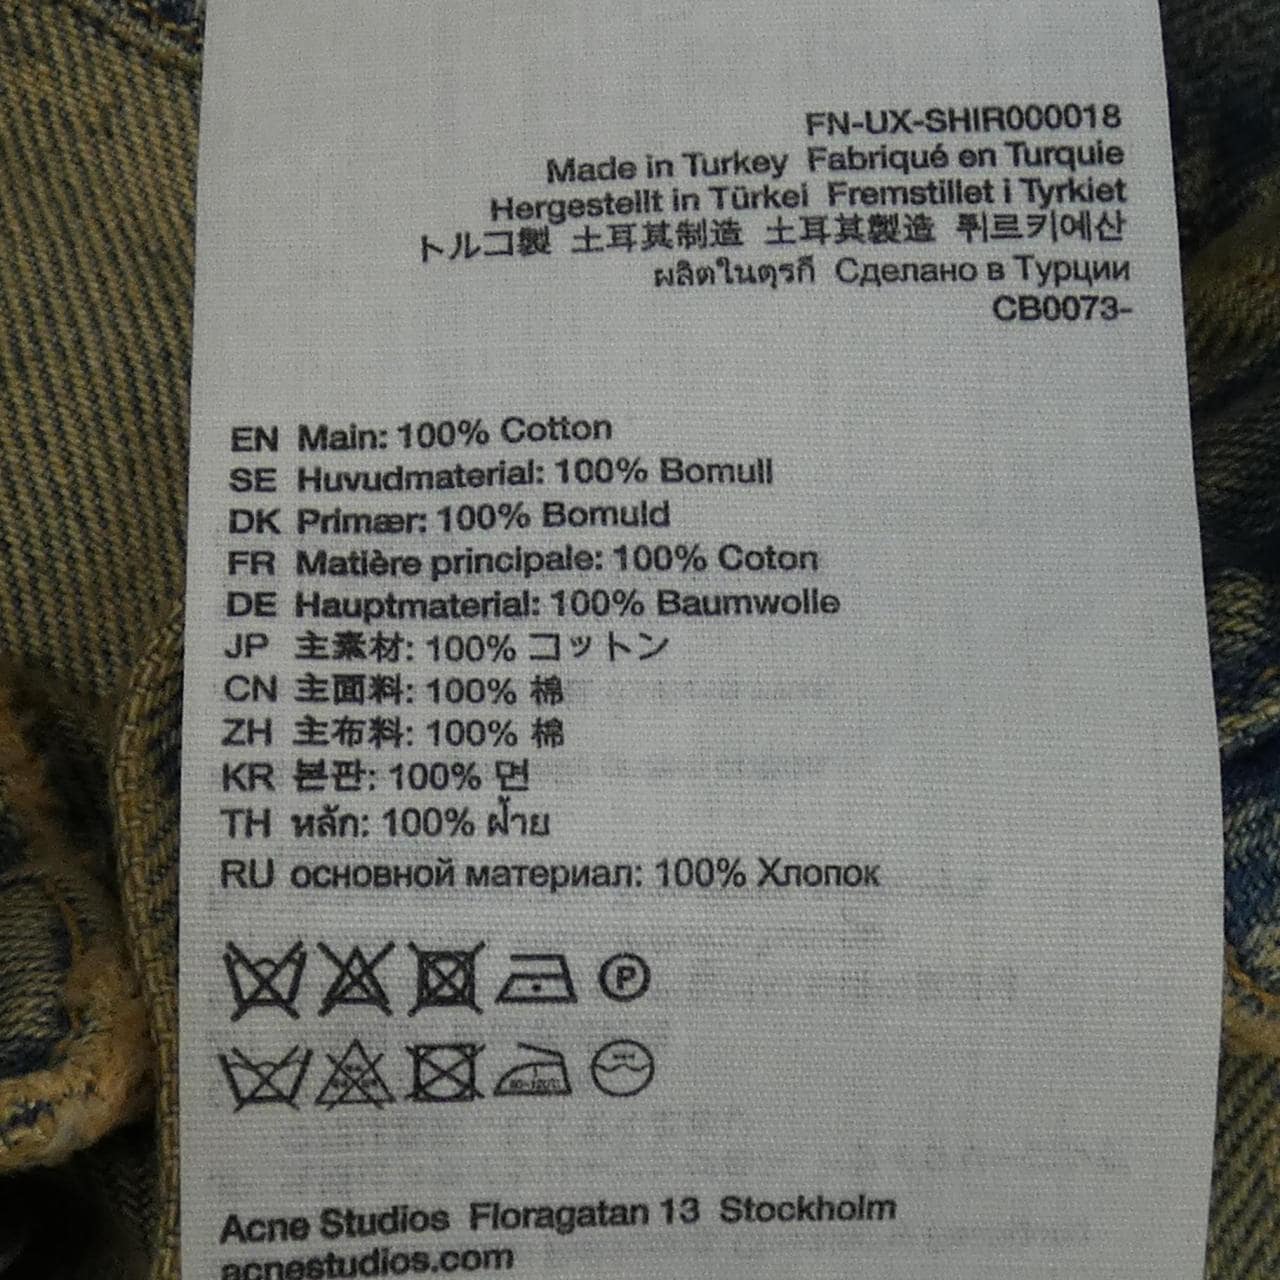 FN-UX-SHIR000018
Made in Turkey Fabriqué en Turquie
Hergestellt in Türkei Fremstillet i Tyrkiet
トルコ製 土耳其制造 土耳其製造 튀르키예산
ผลิตในตุรกี Сделано в Турции
CB0073-
EN Main: 100% Cotton
SE Huvudmaterial: 100% Bomull
DK Primær: 100% Bomuld
FR Matière principale: 100% Coton
DE Hauptmaterial: 100% Baumwolle
JP 主素材: 100% コットン
CN 主面料: 100% 棉
ZH 主布料: 100% 棉
KR 본판: 100% 면
TH หลัก: 100% ฝ้าย
RU основной материал: 100% Хлопок
P
Acne Studios Floragatan 13 Stockholm
acnestudios.com